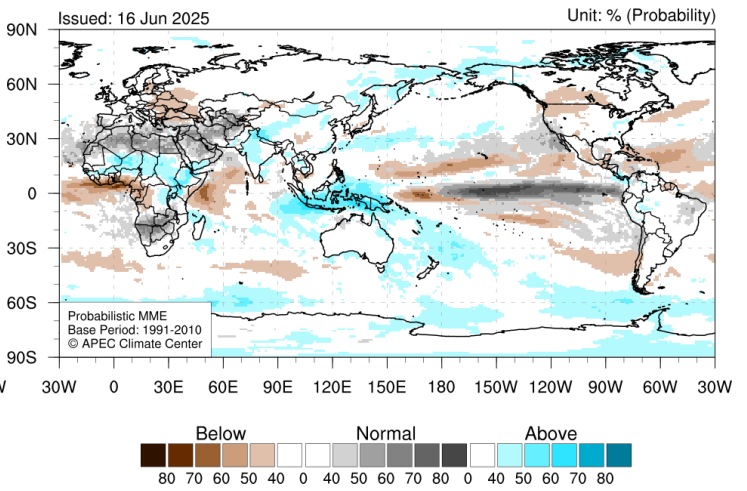 Issued: 16 Jun 2025
Unit: % (Probability)
90N
60N
30N
0
30S
60S
90S
Probabilistic MME
Base Period: 1991-2010
© APEC Climate Center
W 30W 0 30E 60E 90E 120E 150E 180 150W 120W 90W 60W 30W
Below Normal Above
80 70 60 50 40 0 40 50 60 70 80 0 40 50 60 70 80